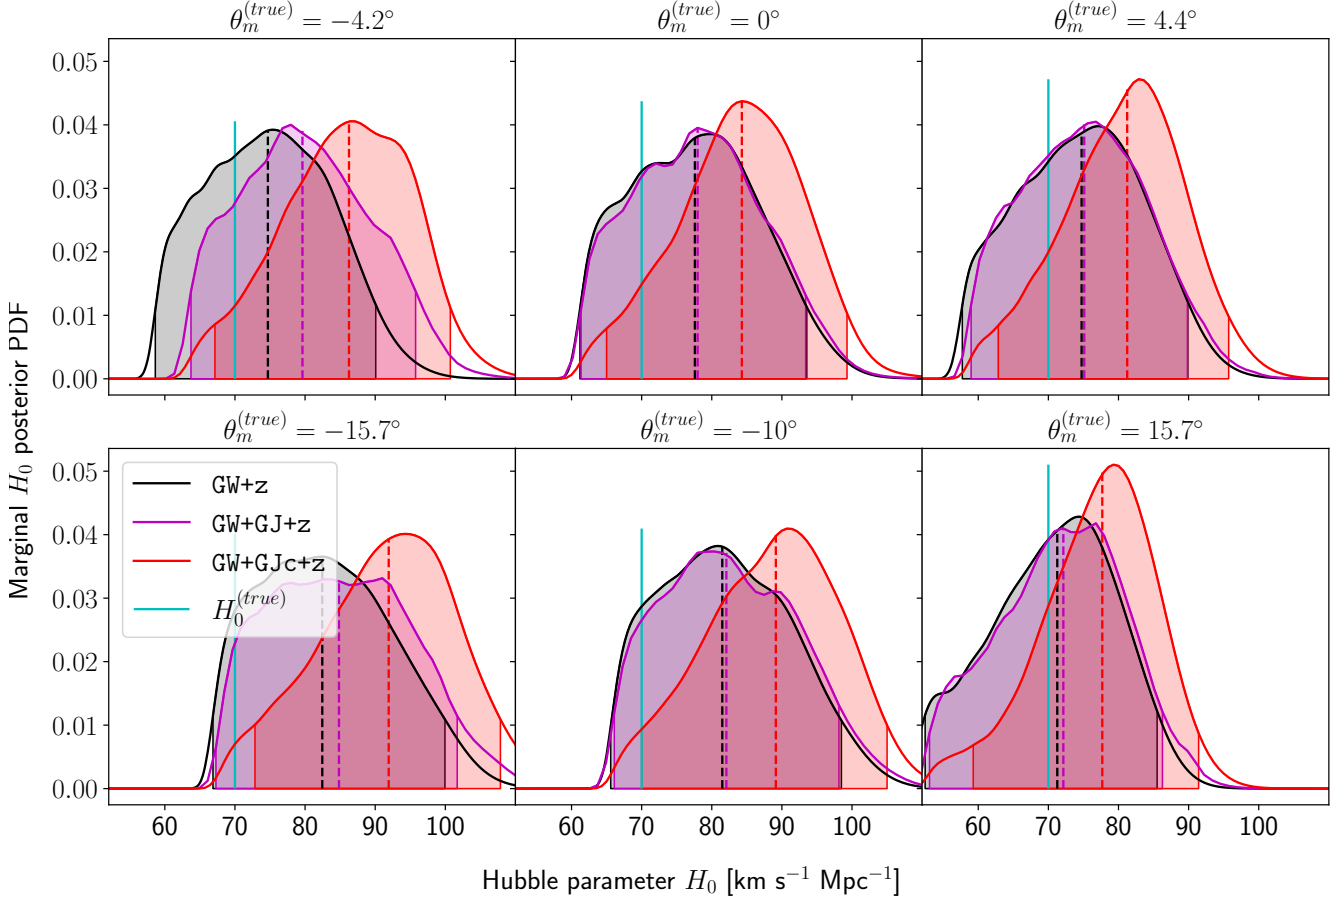 θ_m^(true) = −4.2° θ_m^(true) = 0° θ_m^(true) = 4.4°
0.05
0.04
0.03
0.02
0.01
0.00
θ_m^(true) = −15.7° θ_m^(true) = −10° θ_m^(true) = 15.7°
0.05
0.04
0.03
0.02
0.01
0.00
Marginal H₀ posterior PDF
GW+z
GW+GJ+z
GW+GJc+z
H₀^(true)
60 70 80 90 100 60 70 80 90 100 60 70 80 90 100
Hubble parameter H₀ [km s⁻¹ Mpc⁻¹]